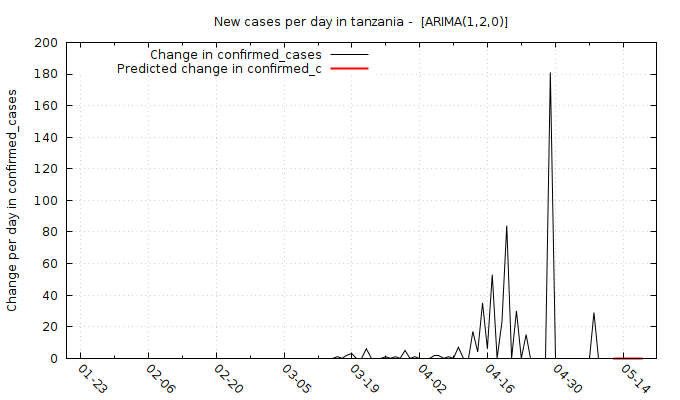 New cases per day in tanzania -  [ARIMA(1,2,0)]
Change in confirmed_cases
Predicted change in confirmed_c
Change per day in confirmed_cases
200
180
160
140
120
100
80
60
40
20
0
01-23 02-06 02-20 03-05 03-19 04-02 04-16 04-30 05-14